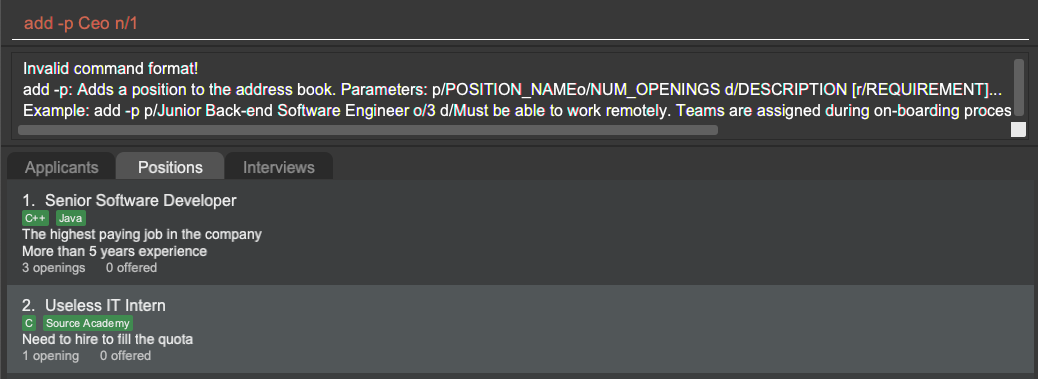 add -p Ceo n/1
Invalid command format!
add -p: Adds a position to the address book. Parameters: p/POSITION_NAMEo/NUM_OPENINGS d/DESCRIPTION [r/REQUIREMENT]...
Example: add -p p/Junior Back-end Software Engineer o/3 d/Must be able to work remotely. Teams are assigned during on-boarding proces
Applicants Positions Interviews
1. Senior Software Developer
C++ Java
The highest paying job in the company
More than 5 years experience
3 openings 0 offered
2. Useless IT Intern
C Source Academy
Need to hire to fill the quota
1 opening 0 offered